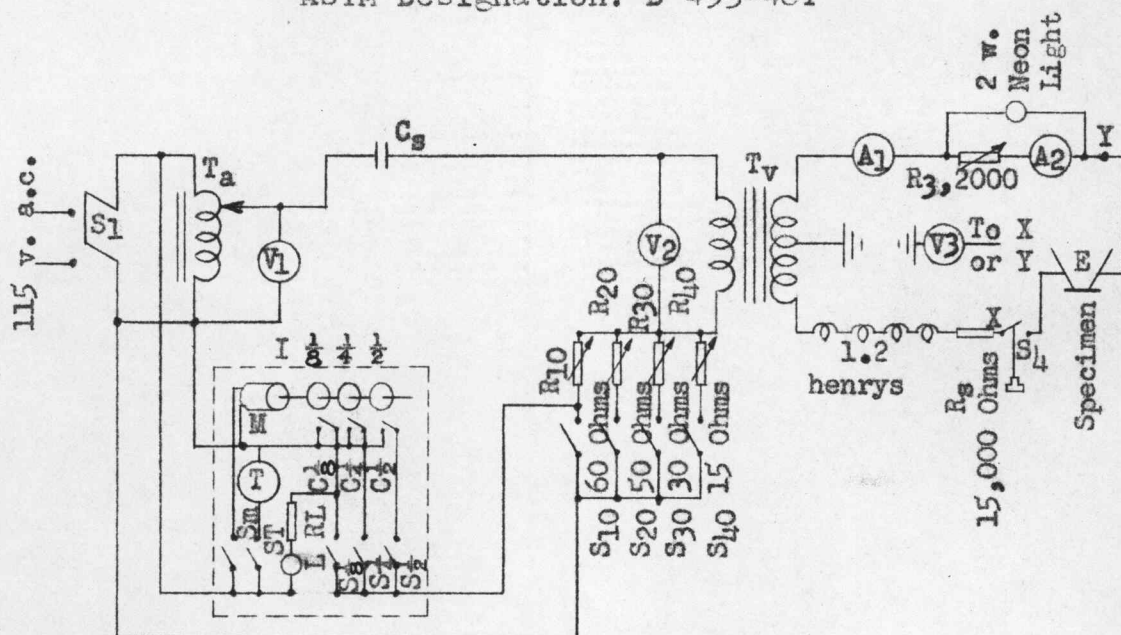 ASTM Designation: D 495-48T
2 w.
Neon
Light
115 v. a.c.
S1
Ta
Cs
V1
V2
Tv
A1
R3, 2000
A2
Y
V3
To X
or Y
E
Specimen
X
S4
1.2
henrys
Rs
15,000 Ohms
I 1/8 1/4 1/2
M
T
C1/8
C1/4
C1/2
Sm
ST
RL
L
S1/8
S1/4
S1/2
R10
R20
R30
R40
60 Ohms
50 Ohms
30 Ohms
15 Ohms
S10
S20
S30
S40